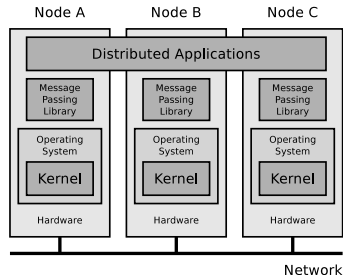 Node A Node B Node C
Distributed Applications
Message Message Message
Passing Passing Passing
Library Library Library
Operating Operating Operating
System System System
Kernel Kernel Kernel
Hardware Hardware Hardware
Network